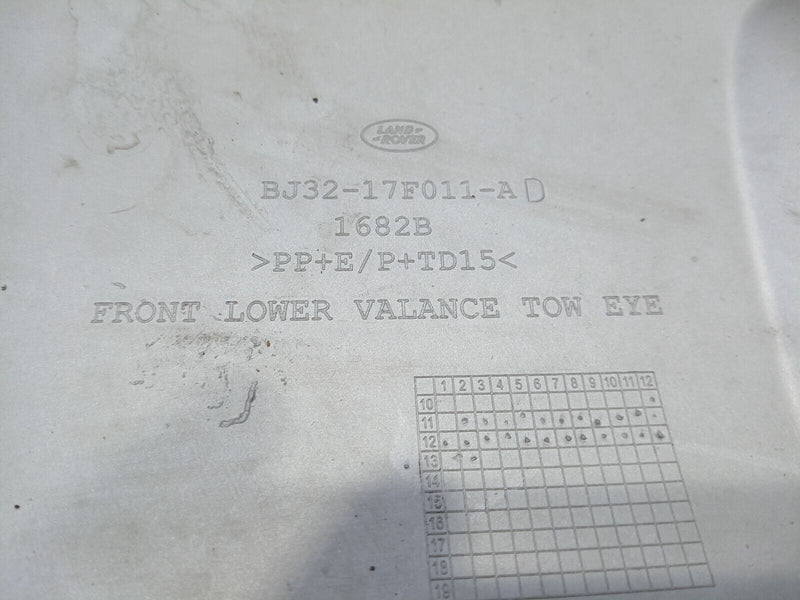 LAND-
-ROVER
BJ32-17F011-AD
1682B
>PP+E/P+TD15<
FRONT LOWER VALANCE TOW EYE
1 2 3 4 5 6 7 8 9 10 11 12
10
11
12
13
14
15
16
17
18
19